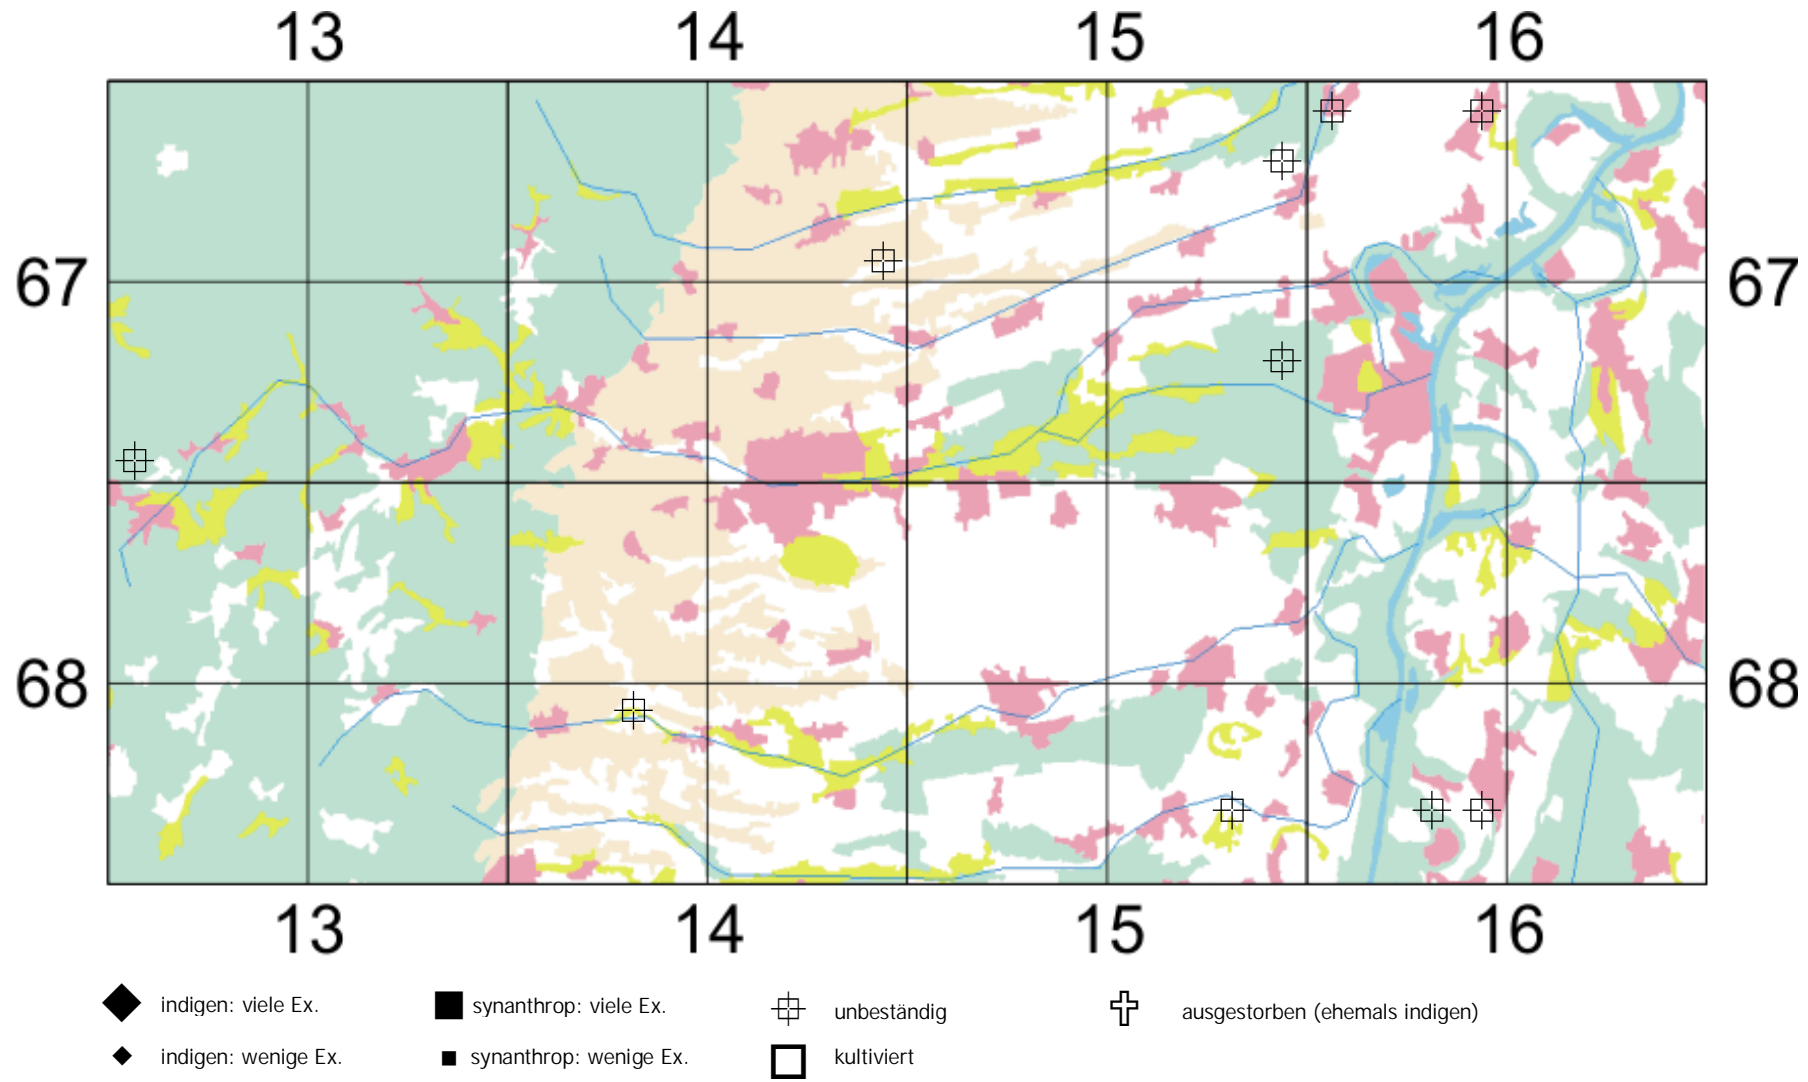 13 14 15 16
67 67
68 68
13 14 15 16
indigen: viele Ex. synanthrop: viele Ex. unbeständig ausgestorben (ehemals indigen)
indigen: wenige Ex. synanthrop: wenige Ex. kultiviert